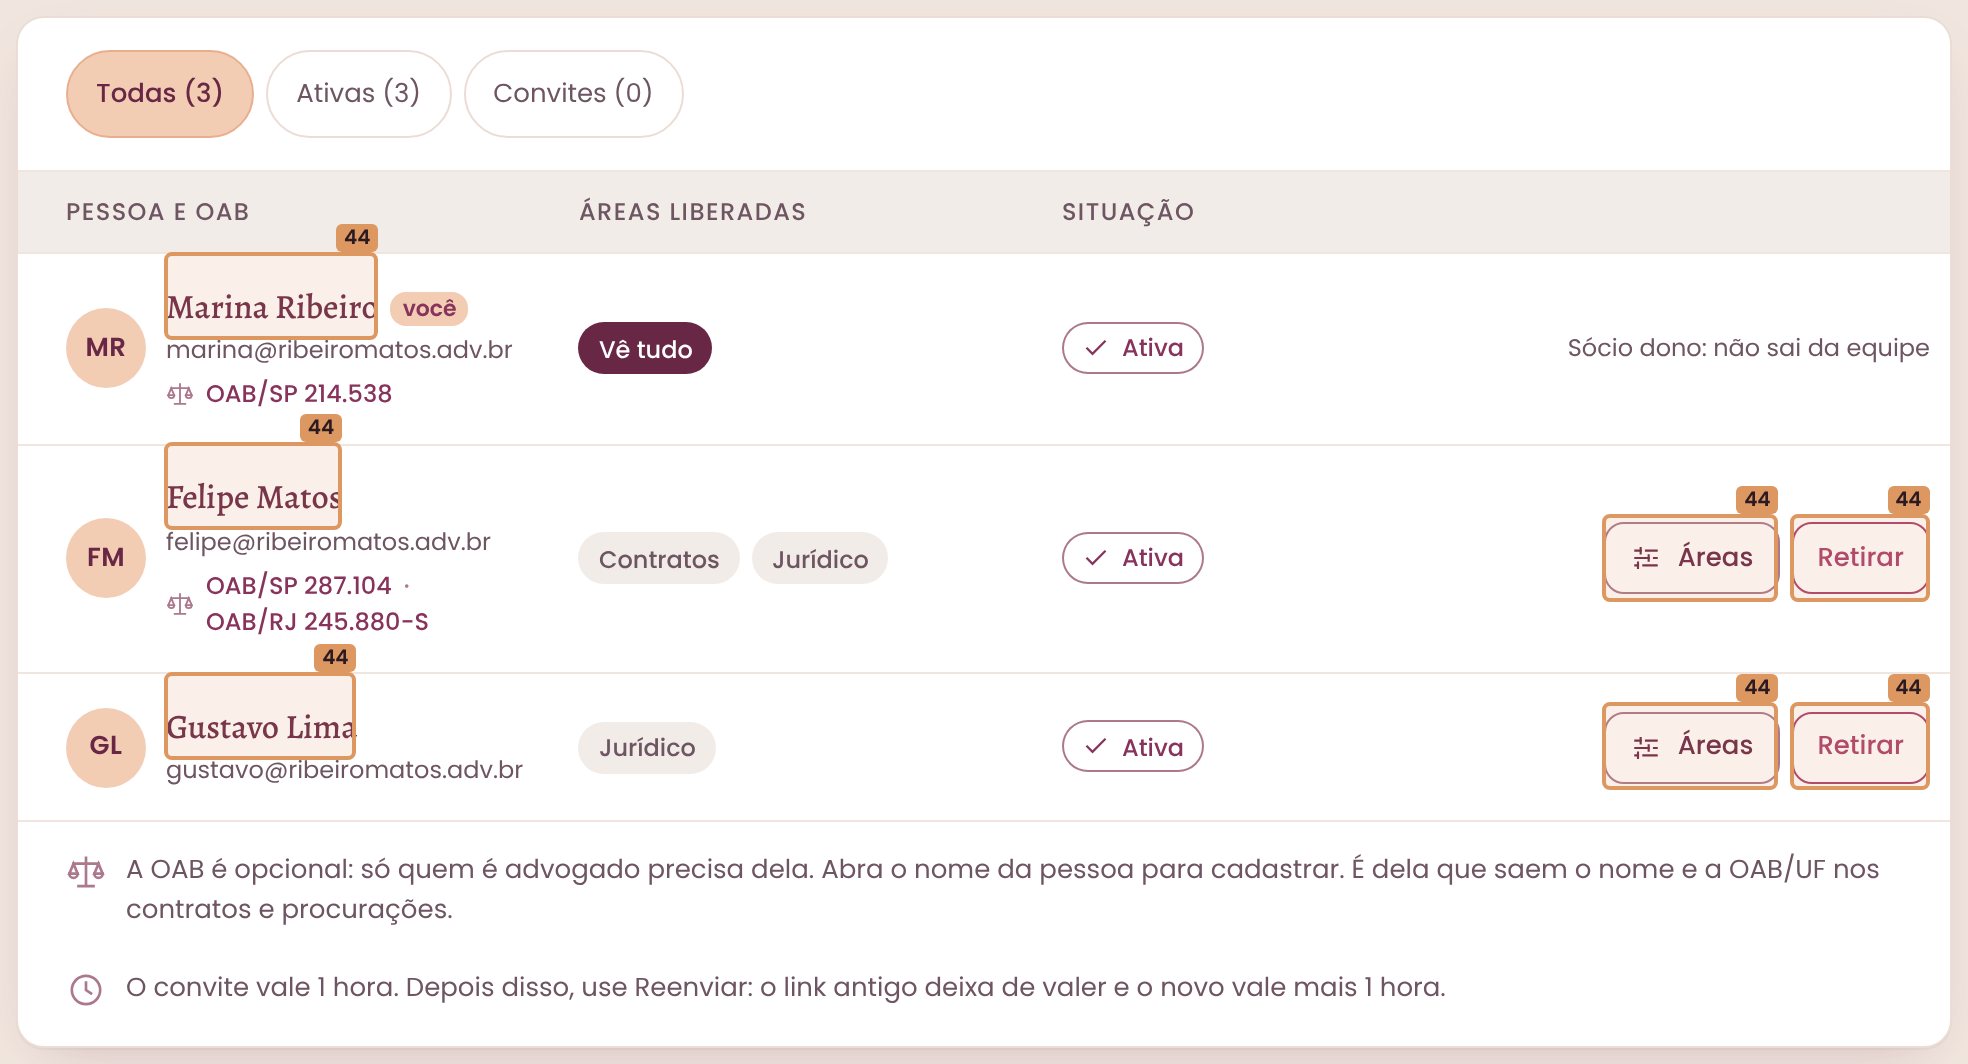 Todas (3)
Ativas (3)
Convites (0)
PESSOA E OAB
ÁREAS LIBERADAS
SITUAÇÃO
44
MR
Marina Ribeiro
você
marina@ribeiromatos.adv.br
OAB/SP 214.538
Vê tudo
Ativa
Sócio dono: não sai da equipe
44
FM
Felipe Matos
felipe@ribeiromatos.adv.br
OAB/SP 287.104 ·
OAB/RJ 245.880-S
Contratos
Jurídico
Ativa
44
Áreas
44
Retirar
44
GL
Gustavo Lima
gustavo@ribeiromatos.adv.br
Jurídico
Ativa
44
Áreas
44
Retirar
A OAB é opcional: só quem é advogado precisa dela. Abra o nome da pessoa para cadastrar. É dela que saem o nome e a OAB/UF nos
contratos e procurações.
O convite vale 1 hora. Depois disso, use Reenviar: o link antigo deixa de valer e o novo vale mais 1 hora.